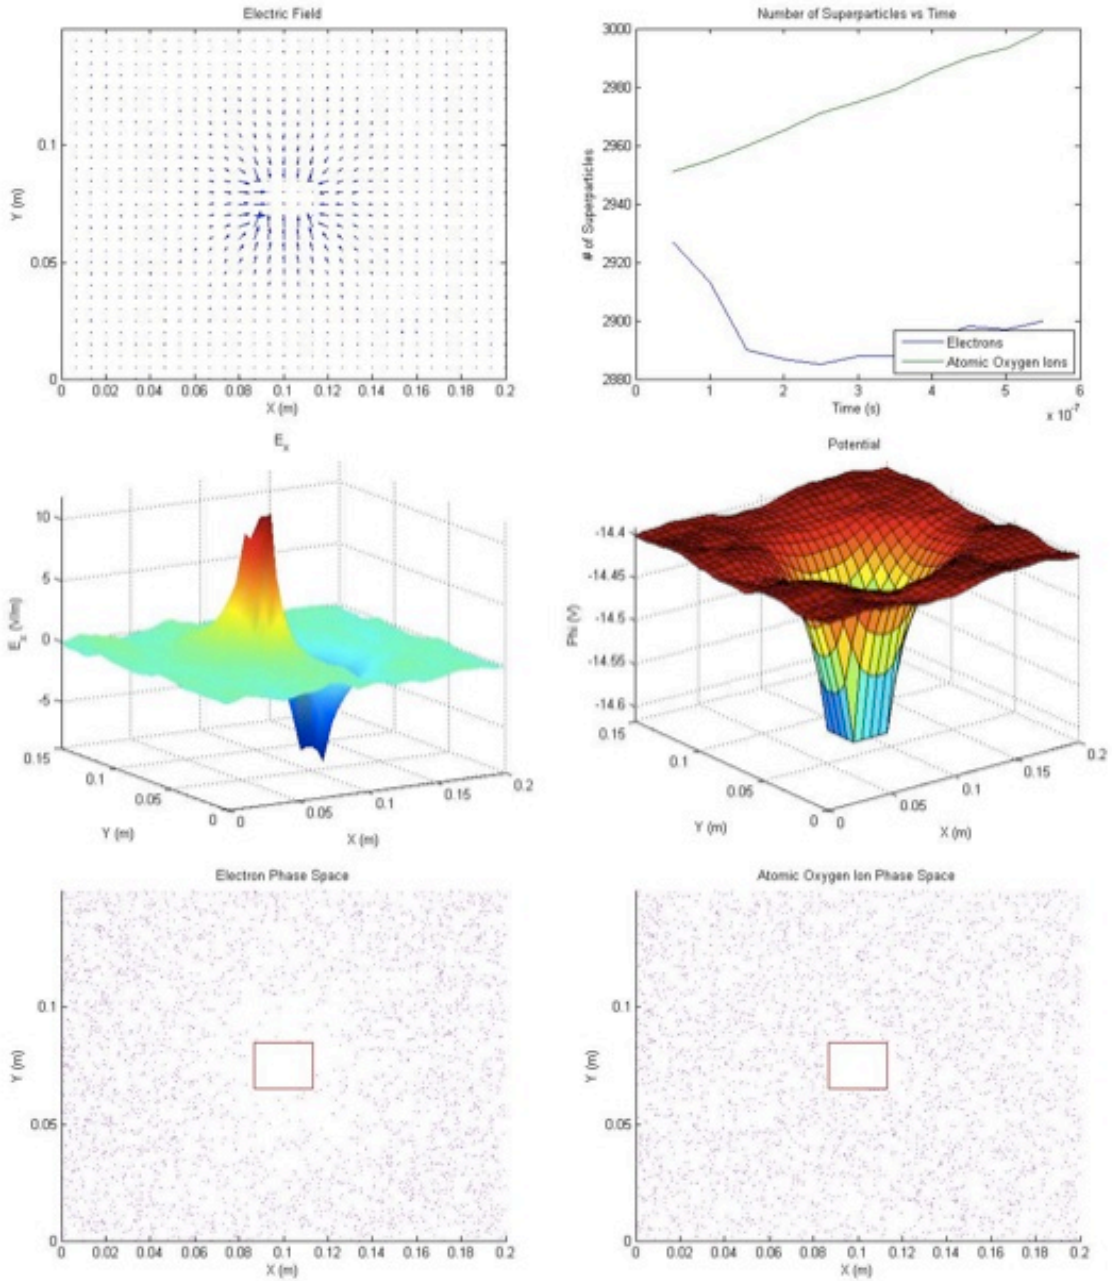 Electric Field
0.1
0.05
0
Y (m)
0 0.02 0.04 0.06 0.08 0.1 0.12 0.14 0.16 0.18 0.2
X (m)
Number of Superparticles vs Time
3000
2980
2960
2940
2920
2900
2880
# of Superparticles
Electrons
Atomic Oxygen Ions
0 1 2 3 4 5 6
Time (s)
x 10⁻⁷
Eₓ
10
5
0
-5
Eₓ (V/m)
0.15
0.1
0.05
0
Y (m)
0
0.05
0.1
0.15
0.2
X (m)
Potential
-14.4
-14.45
-14.5
-14.55
-14.6
Phi (V)
0.15
0.1
0.05
0
Y (m)
0
0.05
0.1
0.15
0.2
X (m)
Electron Phase Space
0.1
0.05
0
Y (m)
0 0.02 0.04 0.06 0.08 0.1 0.12 0.14 0.16 0.18 0.2
X (m)
Atomic Oxygen Ion Phase Space
0.1
0.05
0
Y (m)
0 0.02 0.04 0.06 0.08 0.1 0.12 0.14 0.16 0.18 0.2
X (m)